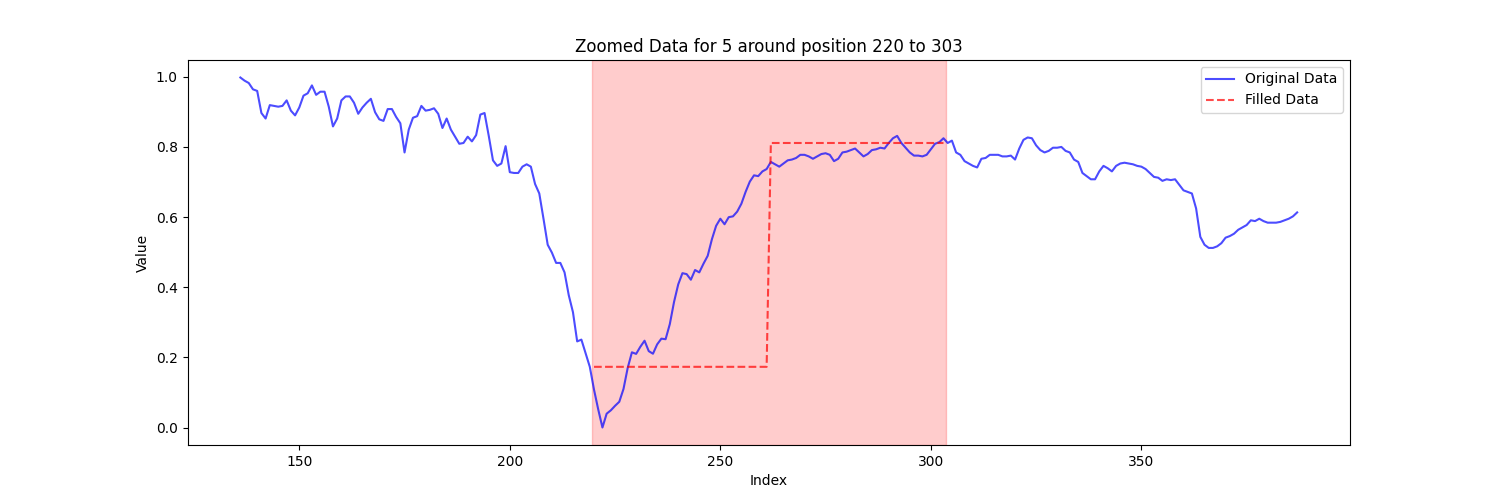 Zoomed Data for 5 around position 220 to 303
Original Data
Filled Data
1.0
0.8
0.6
0.4
0.2
0.0
Value
150
200
250
300
350
Index